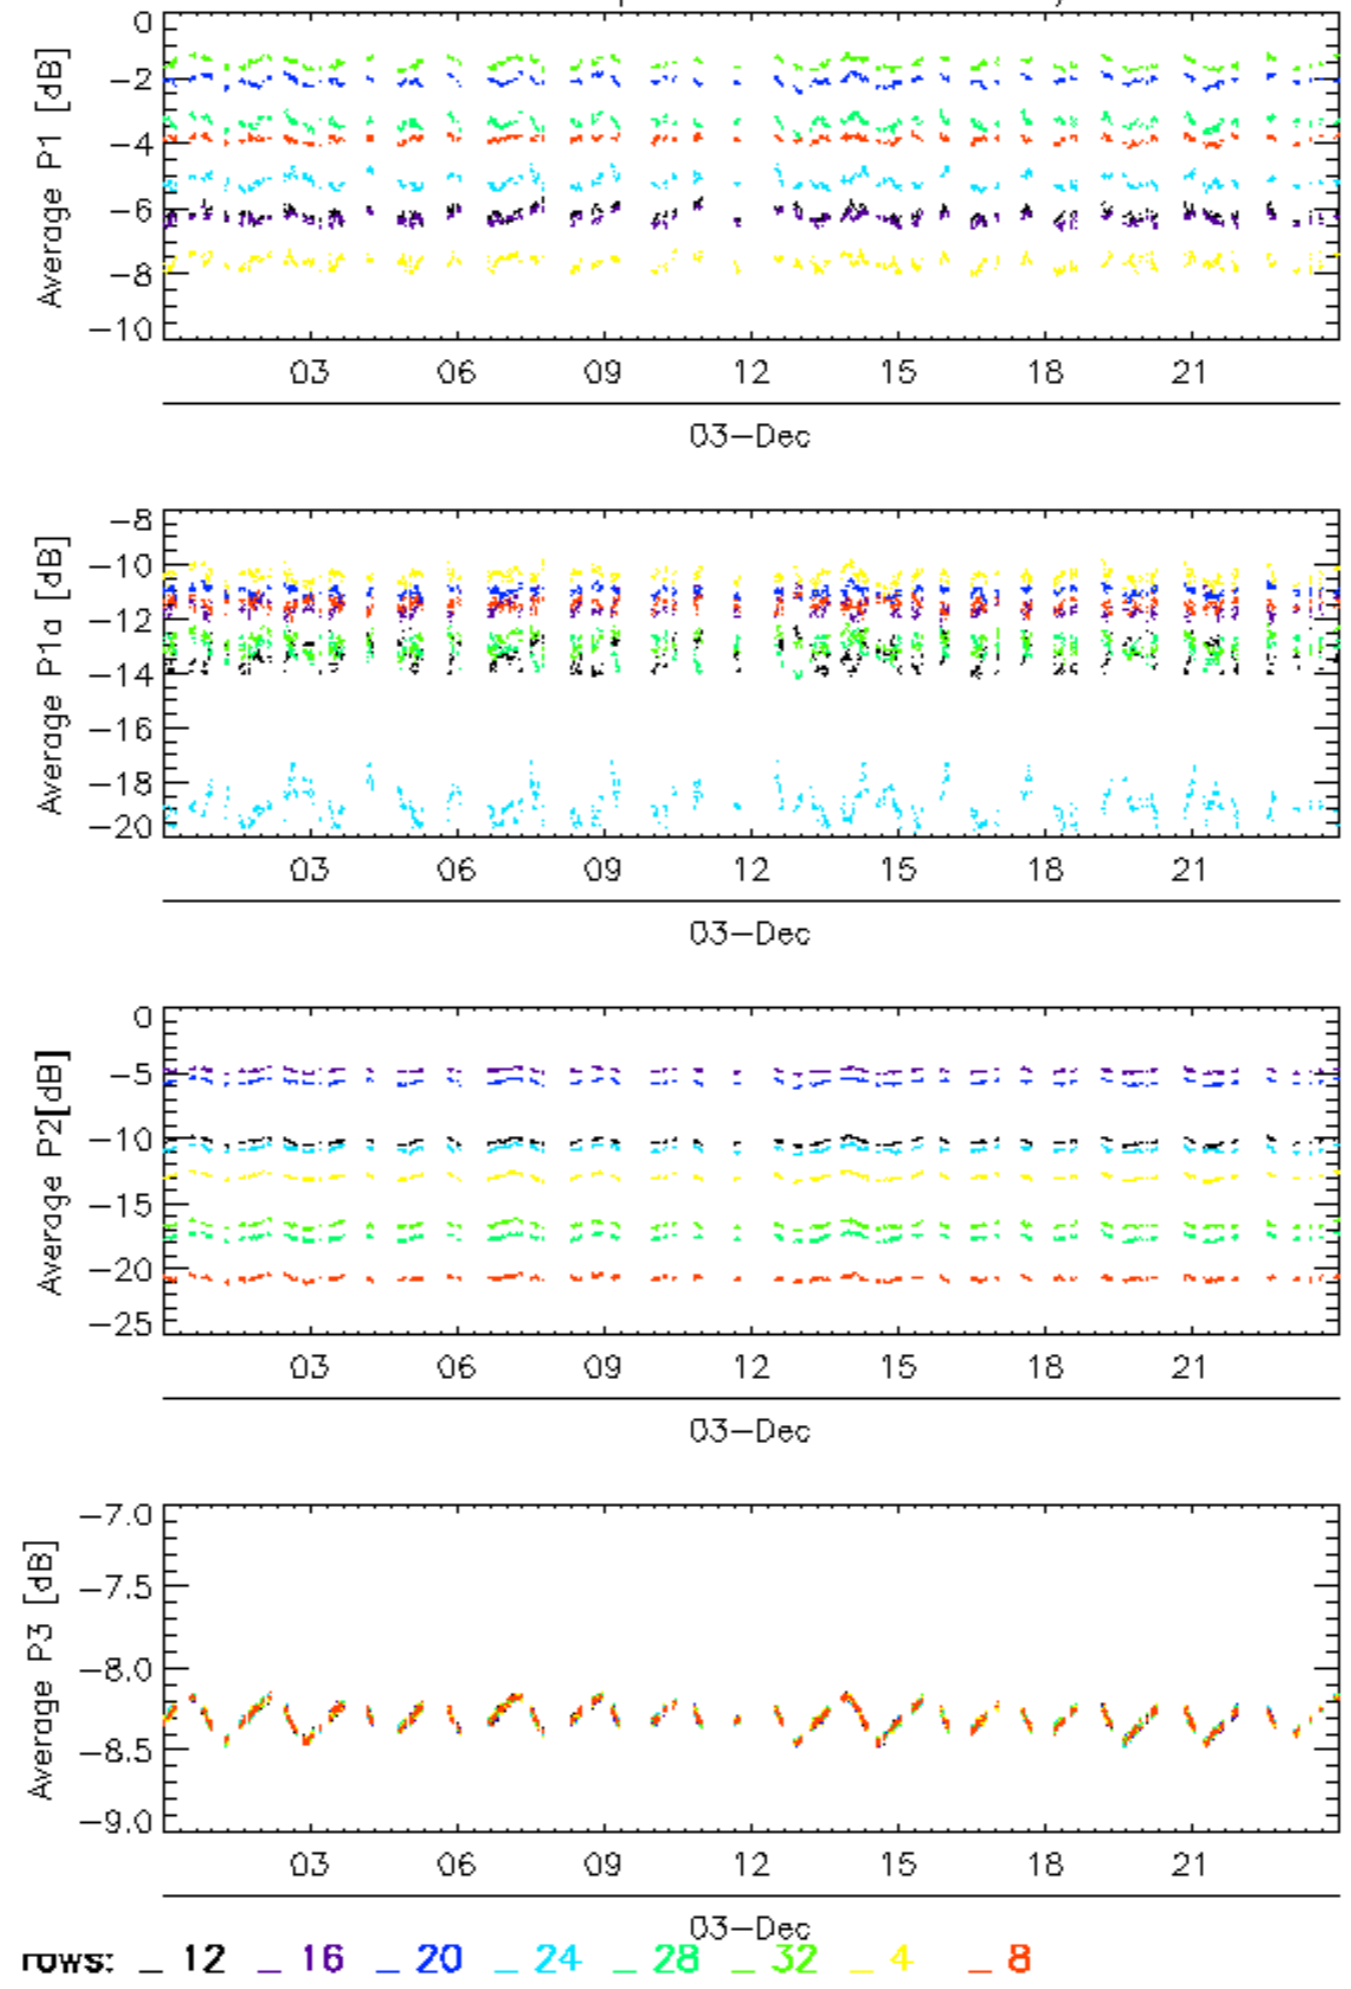 Average P1 [dB]
0
−2
−4
−6
−8
−10
03 06 09 12 15 18 21
03−Dec
Average P1a [dB]
−8
−10
−12
−14
−16
−18
−20
03 06 09 12 15 18 21
03−Dec
Average P2[dB]
0
−5
−10
−15
−20
−25
03 06 09 12 15 18 21
03−Dec
Average P3 [dB]
−7.0
−7.5
−8.0
−8.5
−9.0
03 06 09 12 15 18 21
03−Dec
rows: _ 12 _ 16 _ 20 _ 24 _ 28 _ 32 _ 4 _ 8